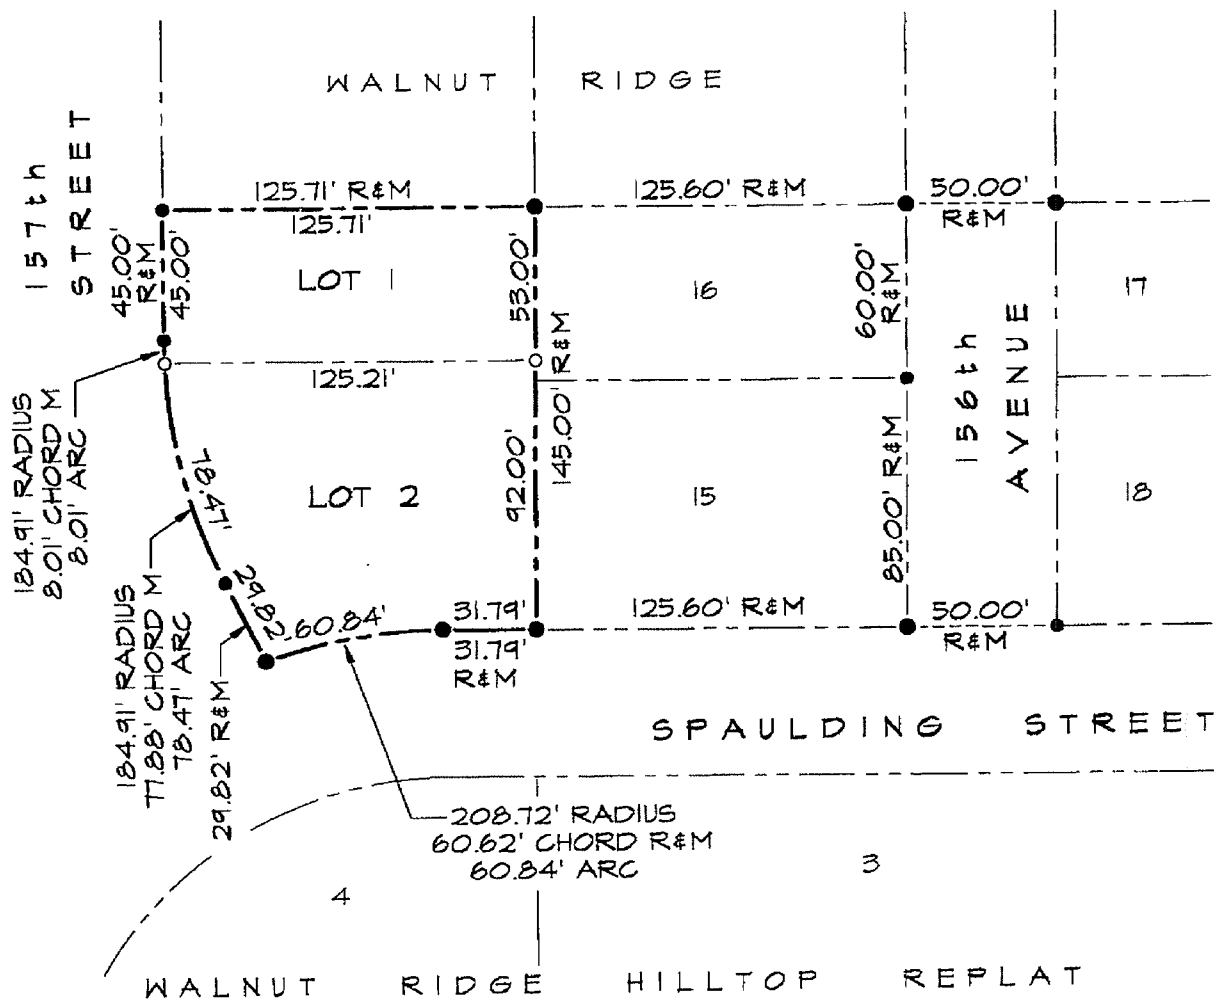 WALNUT RIDGE
157th
STREET
125.71' R&M
125.71'
125.60' R&M
50.00'
R&M
45.00'
R&M
45.00'
LOT 1
53.00'
16
60.00'
R&M
17
156th
AVENUE
125.21'
145.00' R&M
184.91' RADIUS
8.01' CHORD M
8.01' ARC
78.47'
LOT 2
92.00'
15
85.00' R&M
18
184.91' RADIUS
77.88' CHORD M
78.47' ARC
29.82'
29.82' R&M
60.84'
31.79'
31.79'
R&M
125.60' R&M
50.00'
R&M
SPAULDING STREET
208.72' RADIUS
60.62' CHORD R&M
60.84' ARC
4
3
WALNUT RIDGE HILLTOP REPLAT